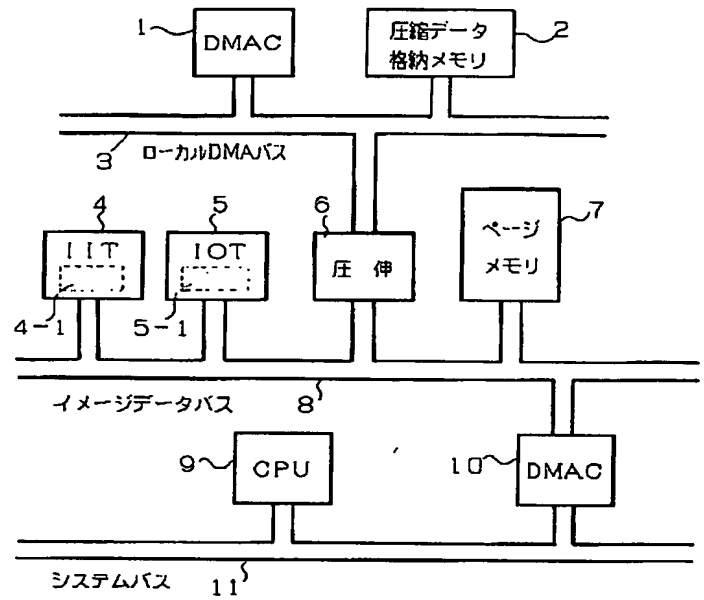 1
DMAC
圧縮データ
格納メモリ
2
3
ローカルDMAバス
4
IIT
4-1
5
IOT
5-1
6
圧 伸
ページ
メモリ
7
イメージデータバス
8
9
CPU
10
DMAC
システムバス
11